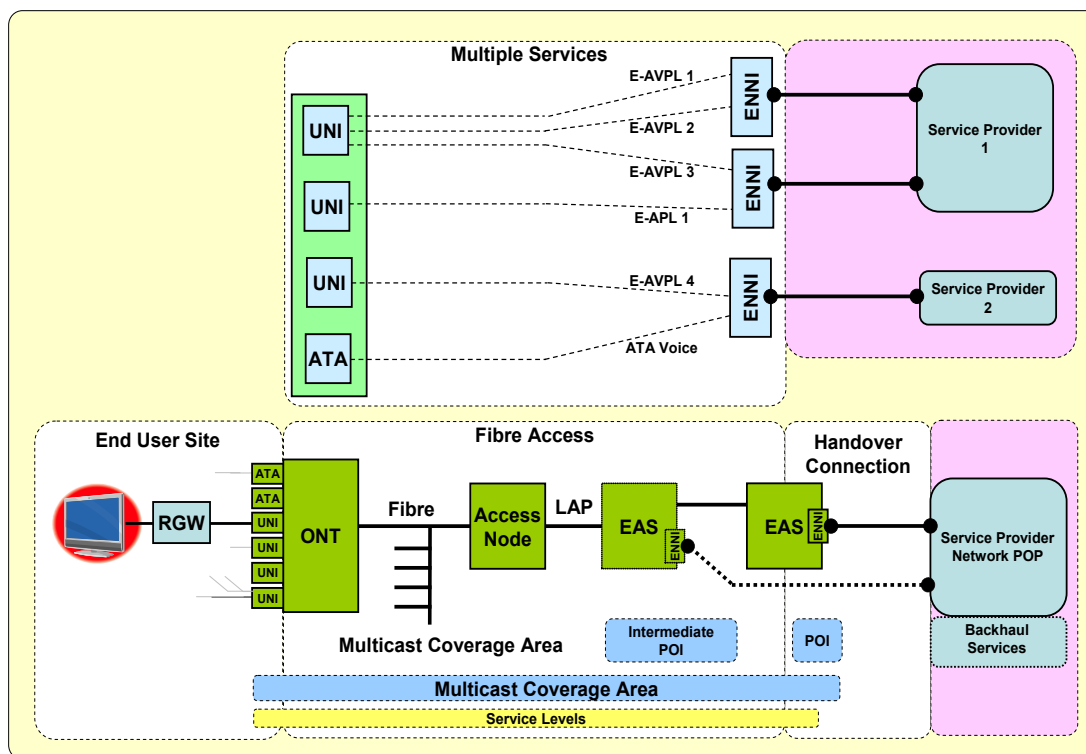 Multiple Services
E-AVPL 1
ENNI
UNI
E-AVPL 2
Service Provider
1
E-AVPL 3
ENNI
UNI
E-APL 1
UNI
E-AVPL 4
ENNI
Service Provider
2
ATA
ATA Voice
End User Site
Fibre Access
Handover
Connection
ATA
ATA
UNI
UNI
UNI
UNI
RGW
ONT
Fibre
Access
Node
LAP
EAS
ENNI
EAS
ENNI
Service Provider
Network POP
Multicast Coverage Area
Intermediate
POI
POI
Backhaul
Services
Multicast Coverage Area
Service Levels